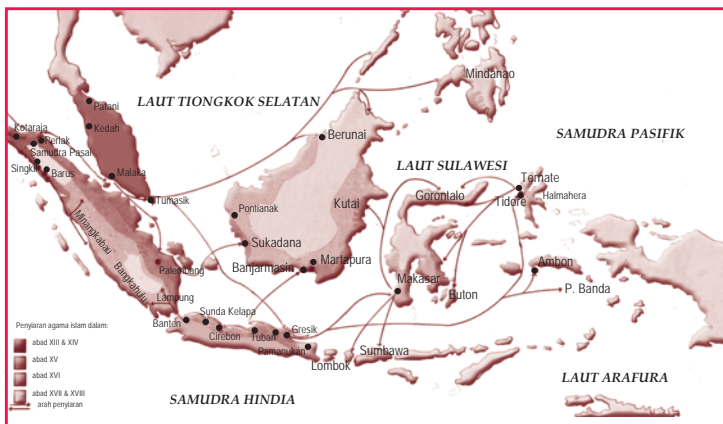 Mindanao
LAUT TIONGKOK SELATAN
Patani
SAMUDRA PASIFIK
Kotaraja
Kedah
Perlak
Berunai
Samudra Pasai
LAUT SULAWESI
Singkil
Barus
Malaka
Ternate
Gorontalo
Tidore
Halmahera
Tumasik
Kutai
Pontianak
Minangkabau
Sukadana
Palembang
Martapura
Ambon
Banjarmasin
Bangkahulu
Makasar
Buton
P. Banda
Lampung
Sunda Kelapa
Banten
Gresik
Cirebon
Tuban
Pamanukan
Lombok
Sumbawa
Penyiaran agama islam dalam:
abad XIII & XIV
abad XV
abad XVI
abad XVII & XVIII
arah penyiaran
LAUT ARAFURA
SAMUDRA HINDIA